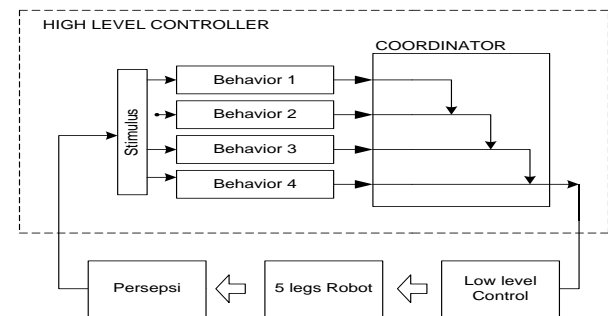 HIGH LEVEL CONTROLLER
COORDINATOR
Stimulus
Behavior 1
Behavior 2
Behavior 3
Behavior 4
Persepsi
5 legs Robot
Low level
Control